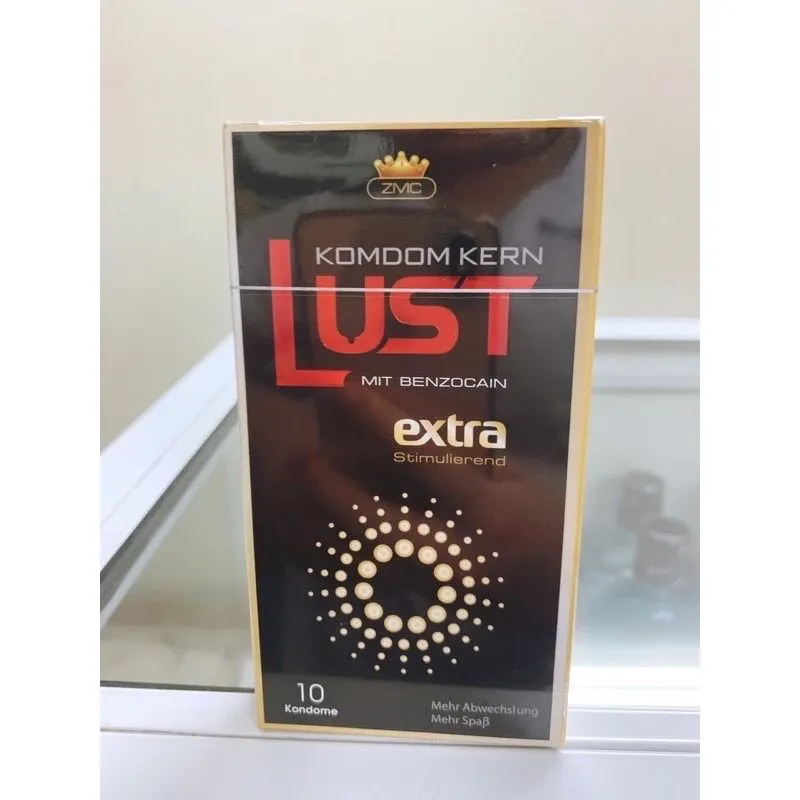 ZMC
KOMDOM KERN
LUST
MIT BENZOCAIN
extra
Stimulierend
10
Kondome
Mehr Abwechslung
Mehr Spaß